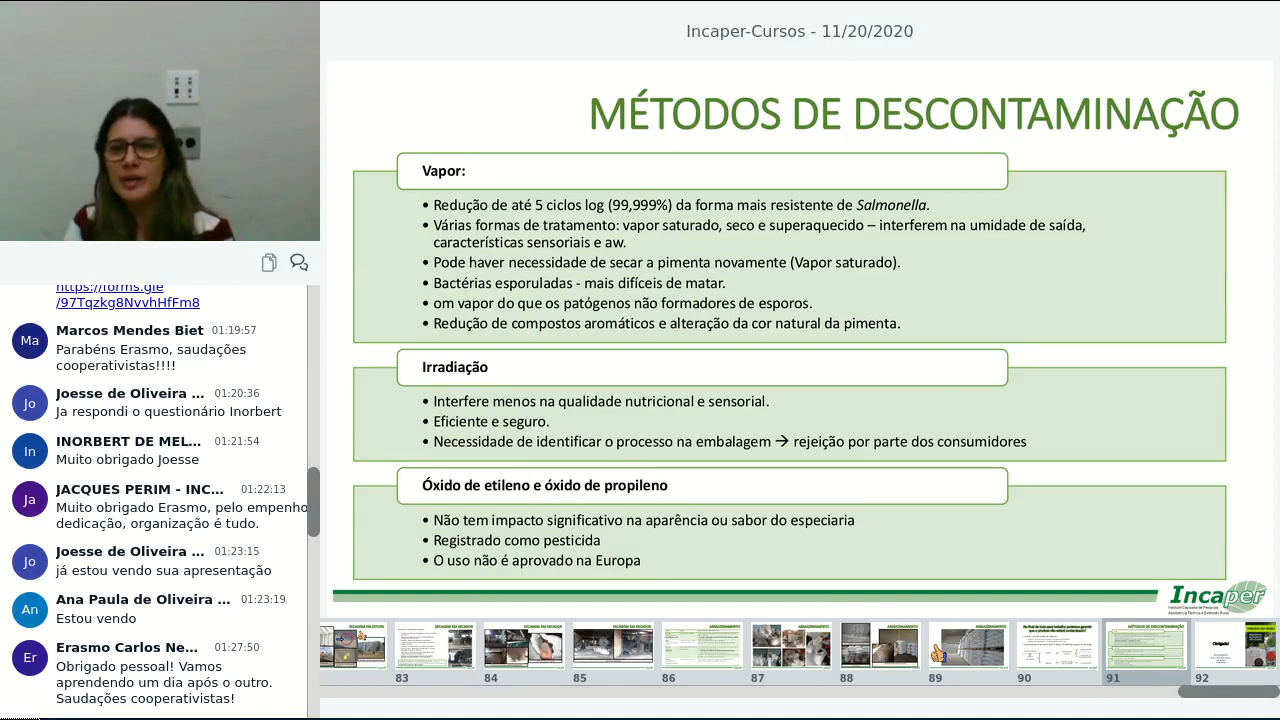 Incaper-Cursos - 11/20/2020
https://forms.gle
/97Tqzkg8NvvhHfFm8
Ma
Marcos Mendes Biet 01:19:57
Parabéns Erasmo, saudações
cooperativistas!!!!
Jo
Joesse de Oliveira ... 01:20:36
Ja respondi o questionário Inorbert
In
INORBERT DE MEL... 01:21:54
Muito obrigado Joesse
Ja
JACQUES PERIM - INC... 01:22:13
Muito obrigado Erasmo, pelo empenho
dedicação, organização é tudo.
Jo
Joesse de Oliveira ... 01:23:15
já estou vendo sua apresentação
An
Ana Paula de Oliveira ... 01:23:19
Estou vendo
Er
Erasmo Carlos Ne... 01:27:50
Obrigado pessoal! Vamos
aprendendo um dia após o outro.
Saudações cooperativistas!
MÉTODOS DE DESCONTAMINAÇÃO
Vapor:
• Redução de até 5 ciclos log (99,999%) da forma mais resistente de Salmonella.
• Várias formas de tratamento: vapor saturado, seco e superaquecido – interferem na umidade de saída,
características sensoriais e aw.
• Pode haver necessidade de secar a pimenta novamente (Vapor saturado).
• Bactérias esporuladas - mais difíceis de matar.
• om vapor do que os patógenos não formadores de esporos.
• Redução de compostos aromáticos e alteração da cor natural da pimenta.
Irradiação
• Interfere menos na qualidade nutricional e sensorial.
• Eficiente e seguro.
• Necessidade de identificar o processo na embalagem → rejeição por parte dos consumidores
Óxido de etileno e óxido de propileno
• Não tem impacto significativo na aparência ou sabor do especiaria
• Registrado como pesticida
• O uso não é aprovado na Europa
Incaper
83 84 85 86 87 88 89 90 91 92